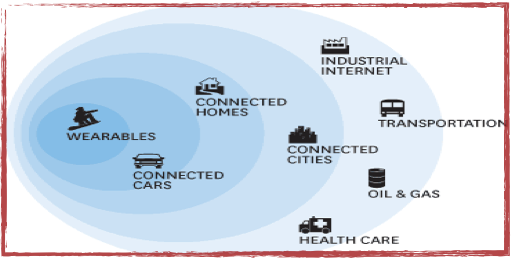 INDUSTRIAL
INTERNET
CONNECTED
HOMES
TRANSPORTATION
WEARABLES
CONNECTED
CITIES
CONNECTED
CARS
OIL & GAS
HEALTH CARE